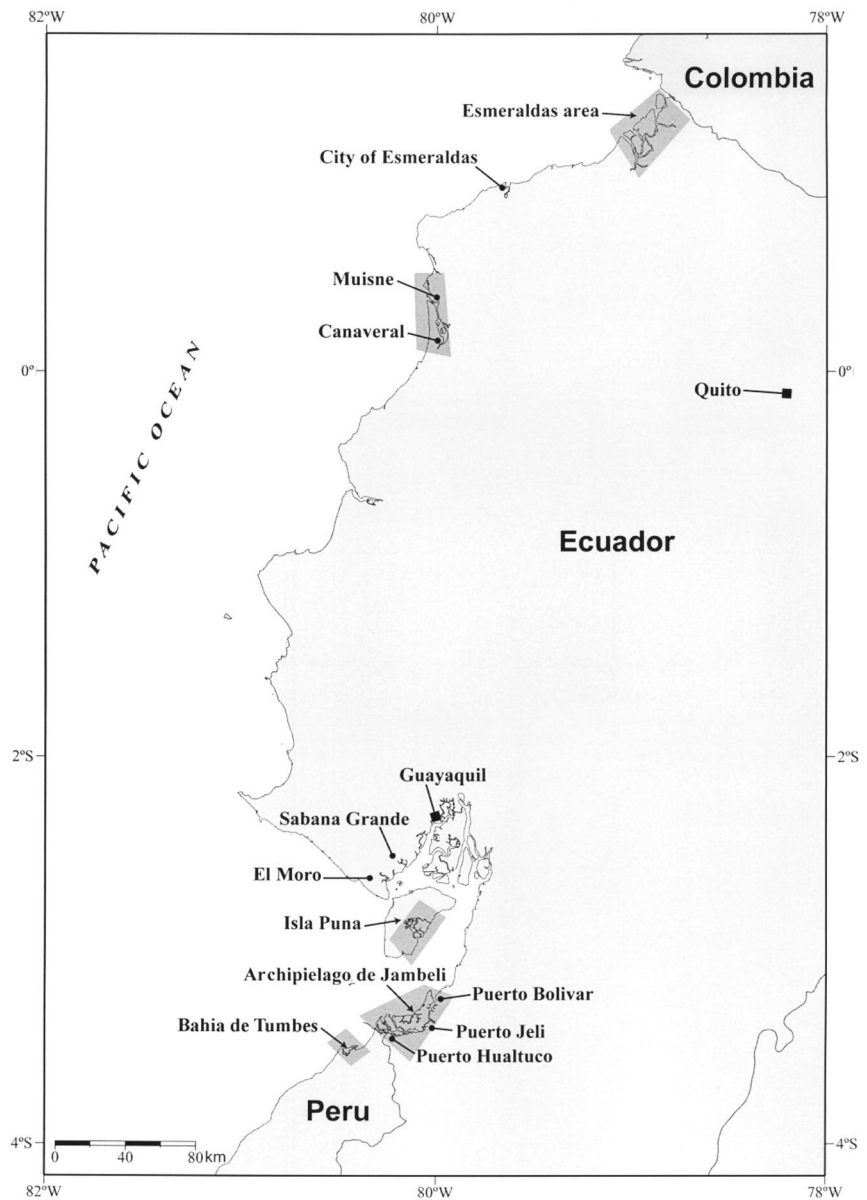 82°W
80°W
78°W
Colombia
Esmeraldas area
City of Esmeraldas
Muisne
Canaveral
0°
0°
Quito
PACIFIC OCEAN
Ecuador
2°S
2°S
Guayaquil
Sabana Grande
El Moro
Isla Puna
Archipielago de Jambeli
Puerto Bolivar
Bahia de Tumbes
Puerto Jeli
Puerto Hualtuco
Peru
4°S
0 40 80 km
4°S
82°W
80°W
78°W